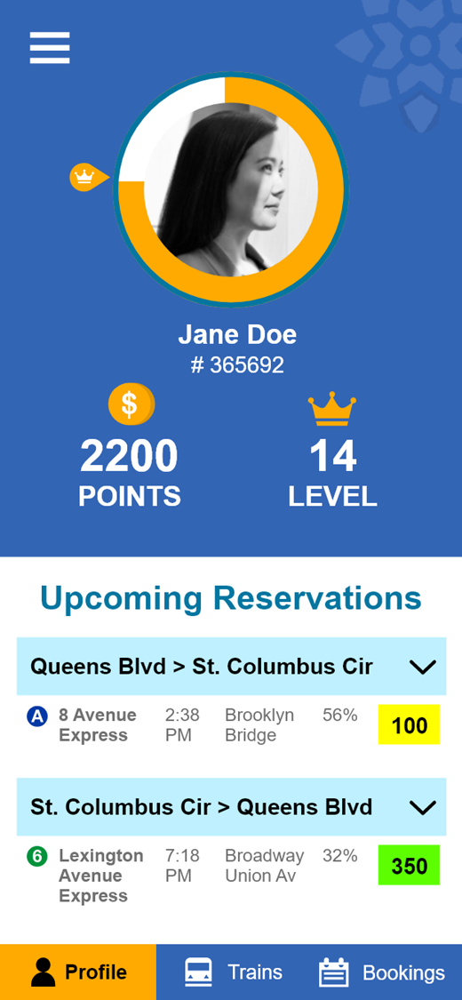 Jane Doe
# 365692
$
2200
POINTS
14
LEVEL
Upcoming Reservations
Queens Blvd > St. Columbus Cir
A 8 Avenue 2:38 Brooklyn 56% 100
Express PM Bridge
St. Columbus Cir > Queens Blvd
6 Lexington 7:18 Broadway 32% 350
Avenue PM Union Av
Express
Profile Trains Bookings